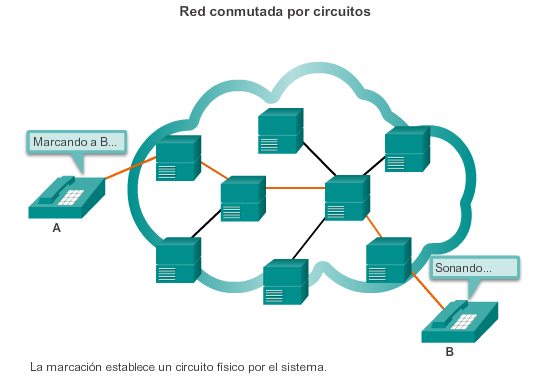 Red conmutada por circuitos
Marcando a B...
A
Sonando...
B
La marcación establece un circuito físico por el sistema.